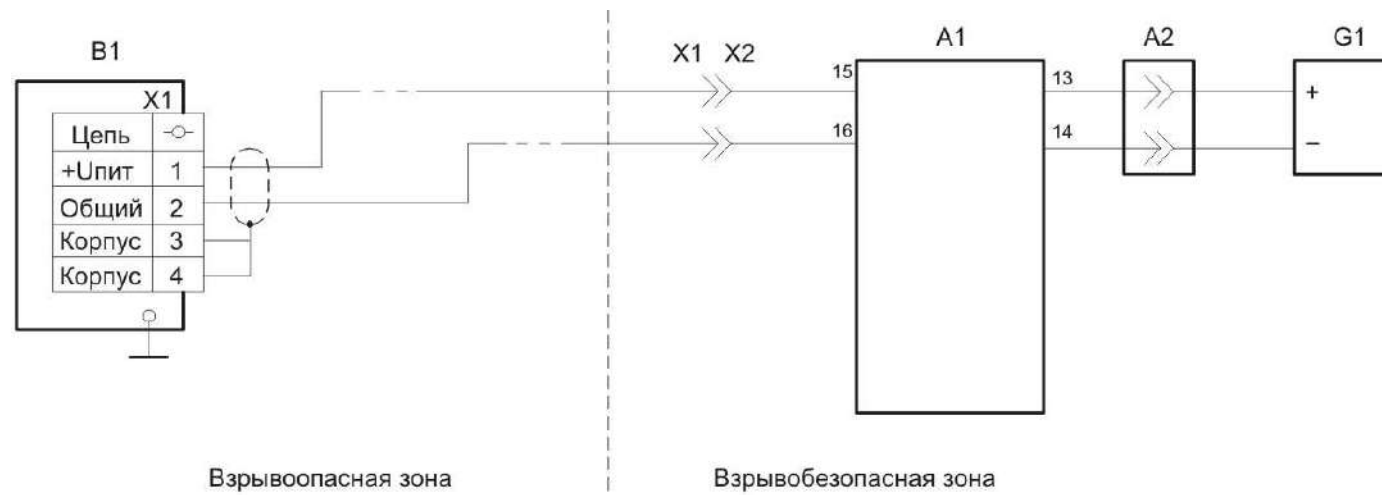 B1
X1
Цепь
+Uпит 1
Общий 2
Корпус 3
Корпус 4
X1 X2
15
16
A1
13
14
A2
G1
+
−
Взрывоопасная зона
Взрывобезопасная зона